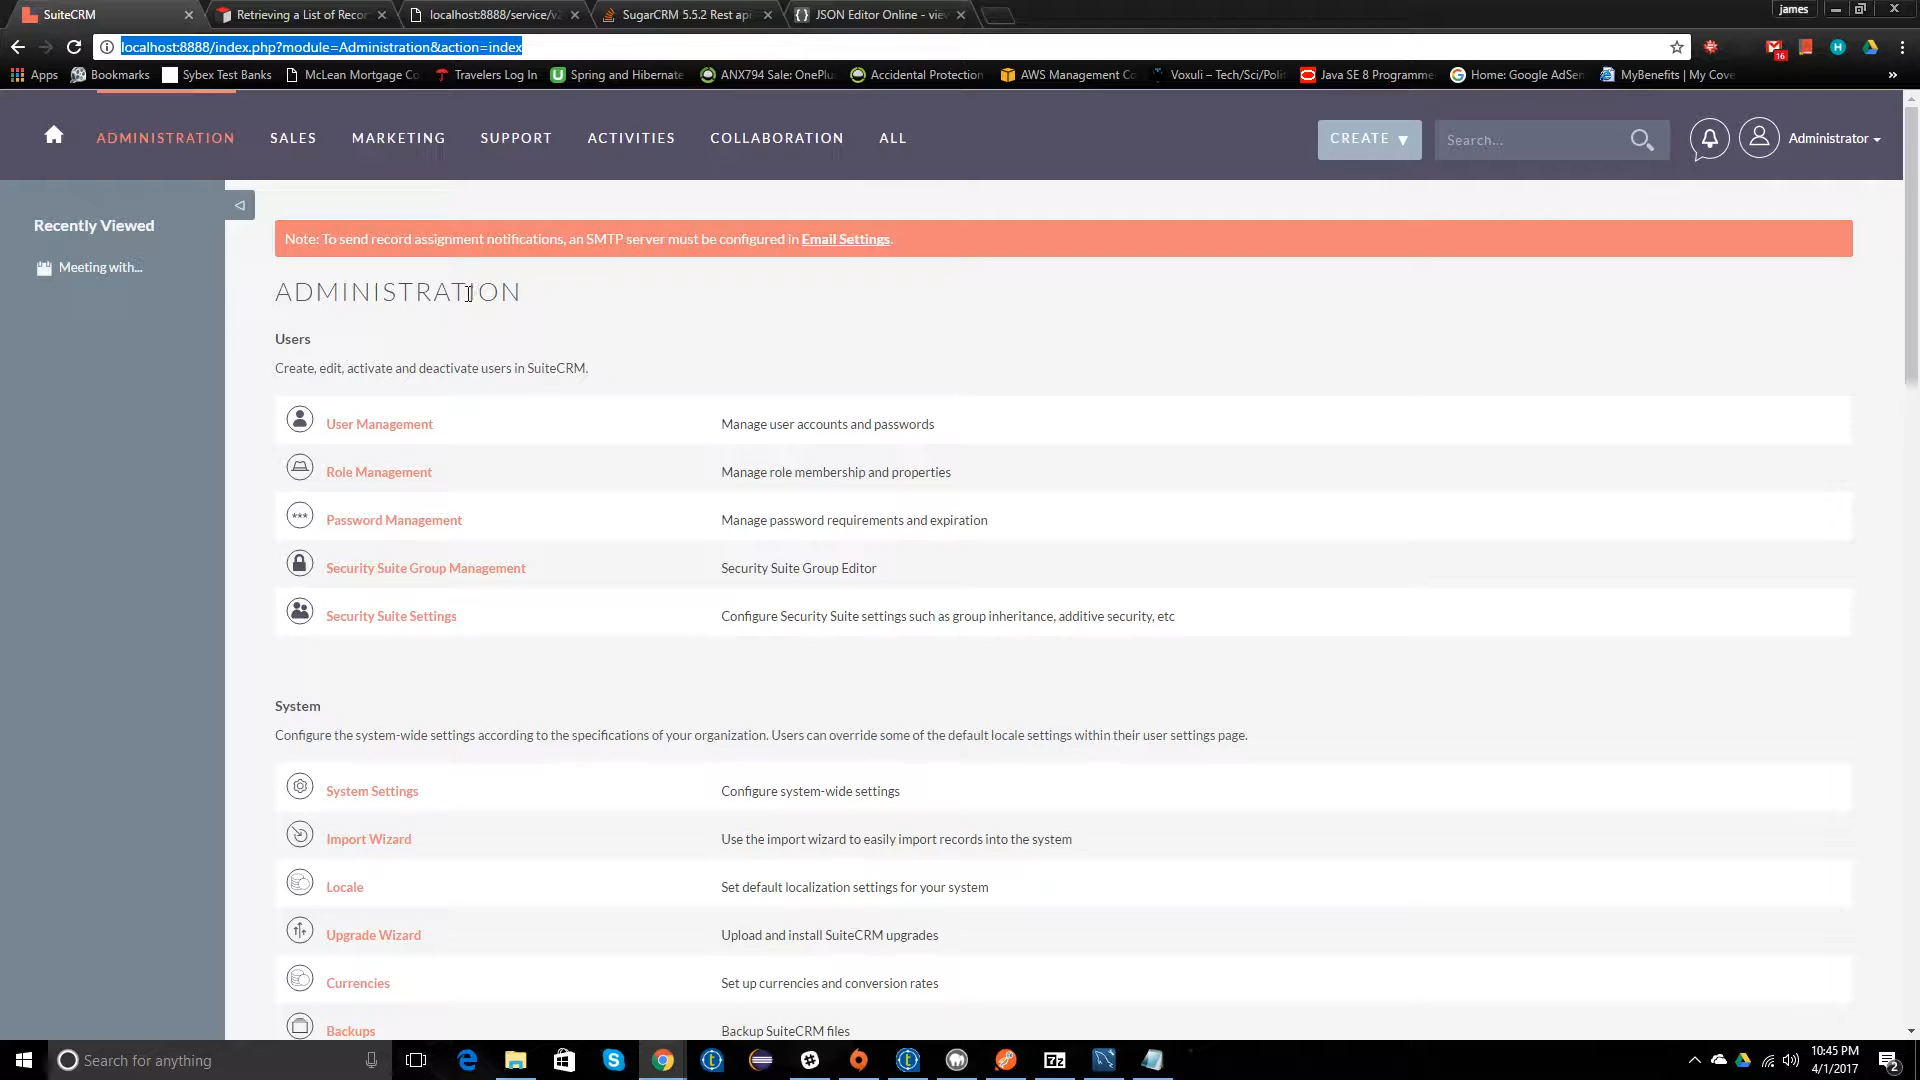 SuiteCRM
Retrieving a List of Recor
localhost:8888/service/v
SugarCRM 5.5.2 Rest api
JSON Editor Online - vie
james
localhost:8888/index.php?module=Administration&action=index
16
Apps
Bookmarks
Sybex Test Banks
McLean Mortgage Co
Travelers Log In
Spring and Hibernate
ANX794 Sale: OnePlu
Accidental Protection
AWS Management Co
Voxuli – Tech/Sci/Poli
Java SE 8 Programme
Home: Google AdSen
MyBenefits | My Cove
»
ADMINISTRATION
SALES
MARKETING
SUPPORT
ACTIVITIES
COLLABORATION
ALL
CREATE
Search...
Administrator
Recently Viewed
Meeting with...
Note: To send record assignment notifications, an SMTP server must be configured in Email Settings.
ADMINISTRATION
Users
Create, edit, activate and deactivate users in SuiteCRM.
User Management
Manage user accounts and passwords
Role Management
Manage role membership and properties
Password Management
Manage password requirements and expiration
Security Suite Group Management
Security Suite Group Editor
Security Suite Settings
Configure Security Suite settings such as group inheritance, additive security, etc
System
Configure the system-wide settings according to the specifications of your organization. Users can override some of the default locale settings within their user settings page.
System Settings
Configure system-wide settings
Import Wizard
Use the import wizard to easily import records into the system
Locale
Set default localization settings for your system
Upgrade Wizard
Upload and install SuiteCRM upgrades
Currencies
Set up currencies and conversion rates
Backups
Backup SuiteCRM files
Search for anything
7z
10:45 PM
4/1/2017
2